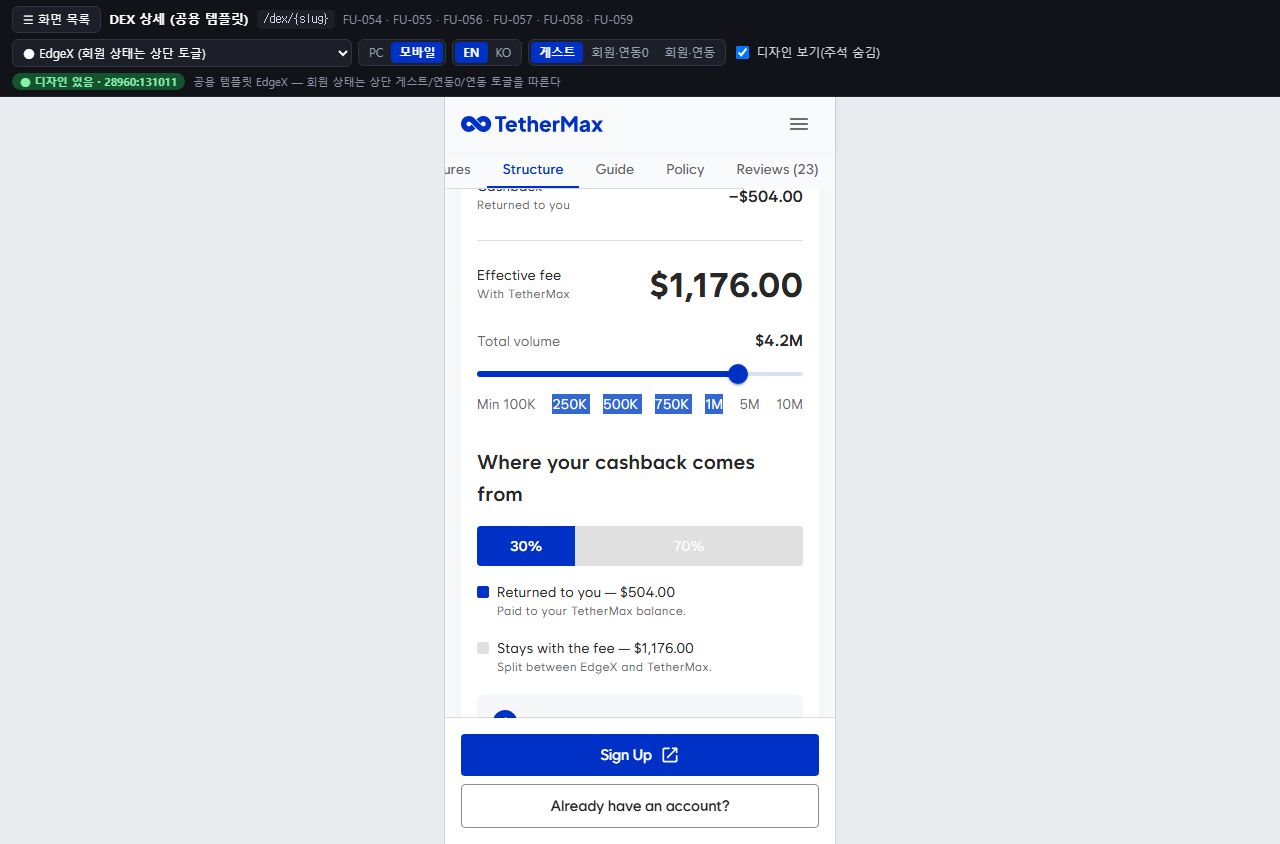 ☰ 화면 목록 DEX 상세 (공용 템플릿) /dex/{slug} FU-054 · FU-055 · FU-056 · FU-057 · FU-058 · FU-059
● EdgeX (회원 상태는 상단 토글) PC 모바일 EN KO 게스트 회원·연동0 회원·연동 디자인 보기(주석 숨김)
● 디자인 있음 · 28960:131011 공용 템플릿 EdgeX — 회원 상태는 상단 게스트/연동0/연동 토글을 따른다
TetherMax
ures Structure Guide Policy Reviews (23)
Cashback
−$504.00
Returned to you
Effective fee
With TetherMax
$1,176.00
Total volume $4.2M
Min 100K 250K 500K 750K 1M 5M 10M
Where your cashback comes
from
30% 70%
Returned to you — $504.00
Paid to your TetherMax balance.
Stays with the fee — $1,176.00
Split between EdgeX and TetherMax.
Sign Up
Already have an account?